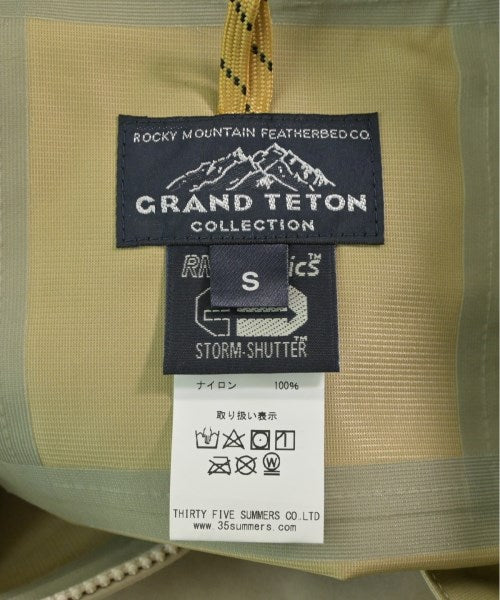 ROCKY MOUNTAIN FEATHERBED CO.
GRAND TETON
COLLECTION
S
STORM-SHUTTER™
ナイロン 100%
取り扱い表示
THIRTY FIVE SUMMERS CO.LTD
www.35summers.com